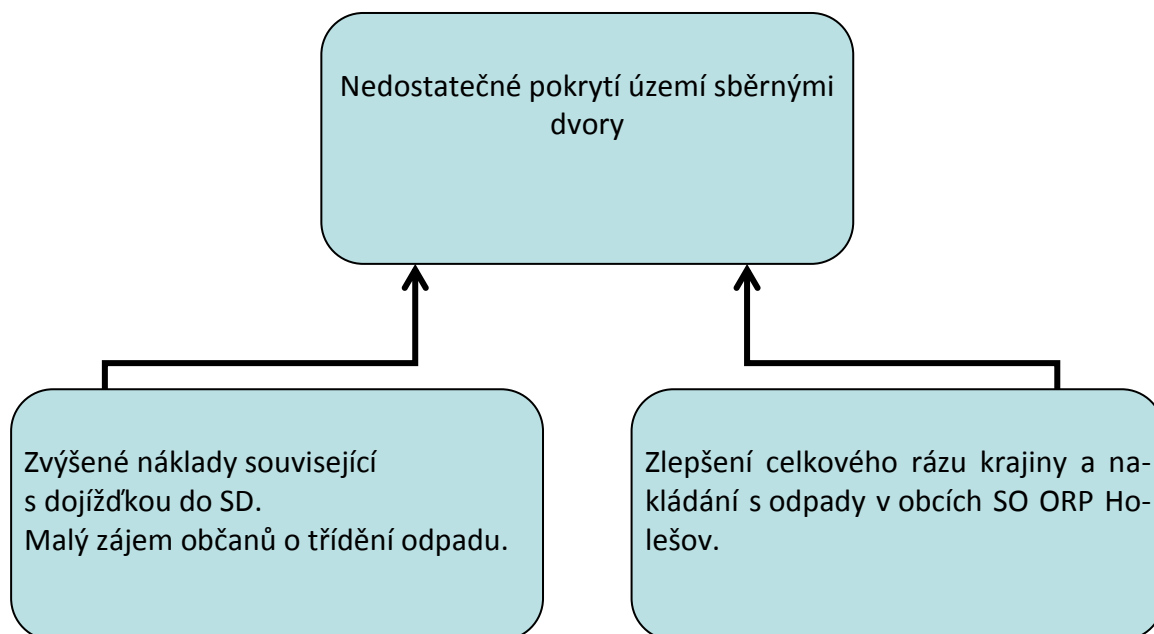 Nedostatečné pokrytí území sběrnými
dvory
Zvýšené náklady související
s dojížďkou do SD.
Malý zájem občanů o třídění odpadu.
Zlepšení celkového rázu krajiny a na-
kládání s odpady v obcích SO ORP Ho-
lešov.